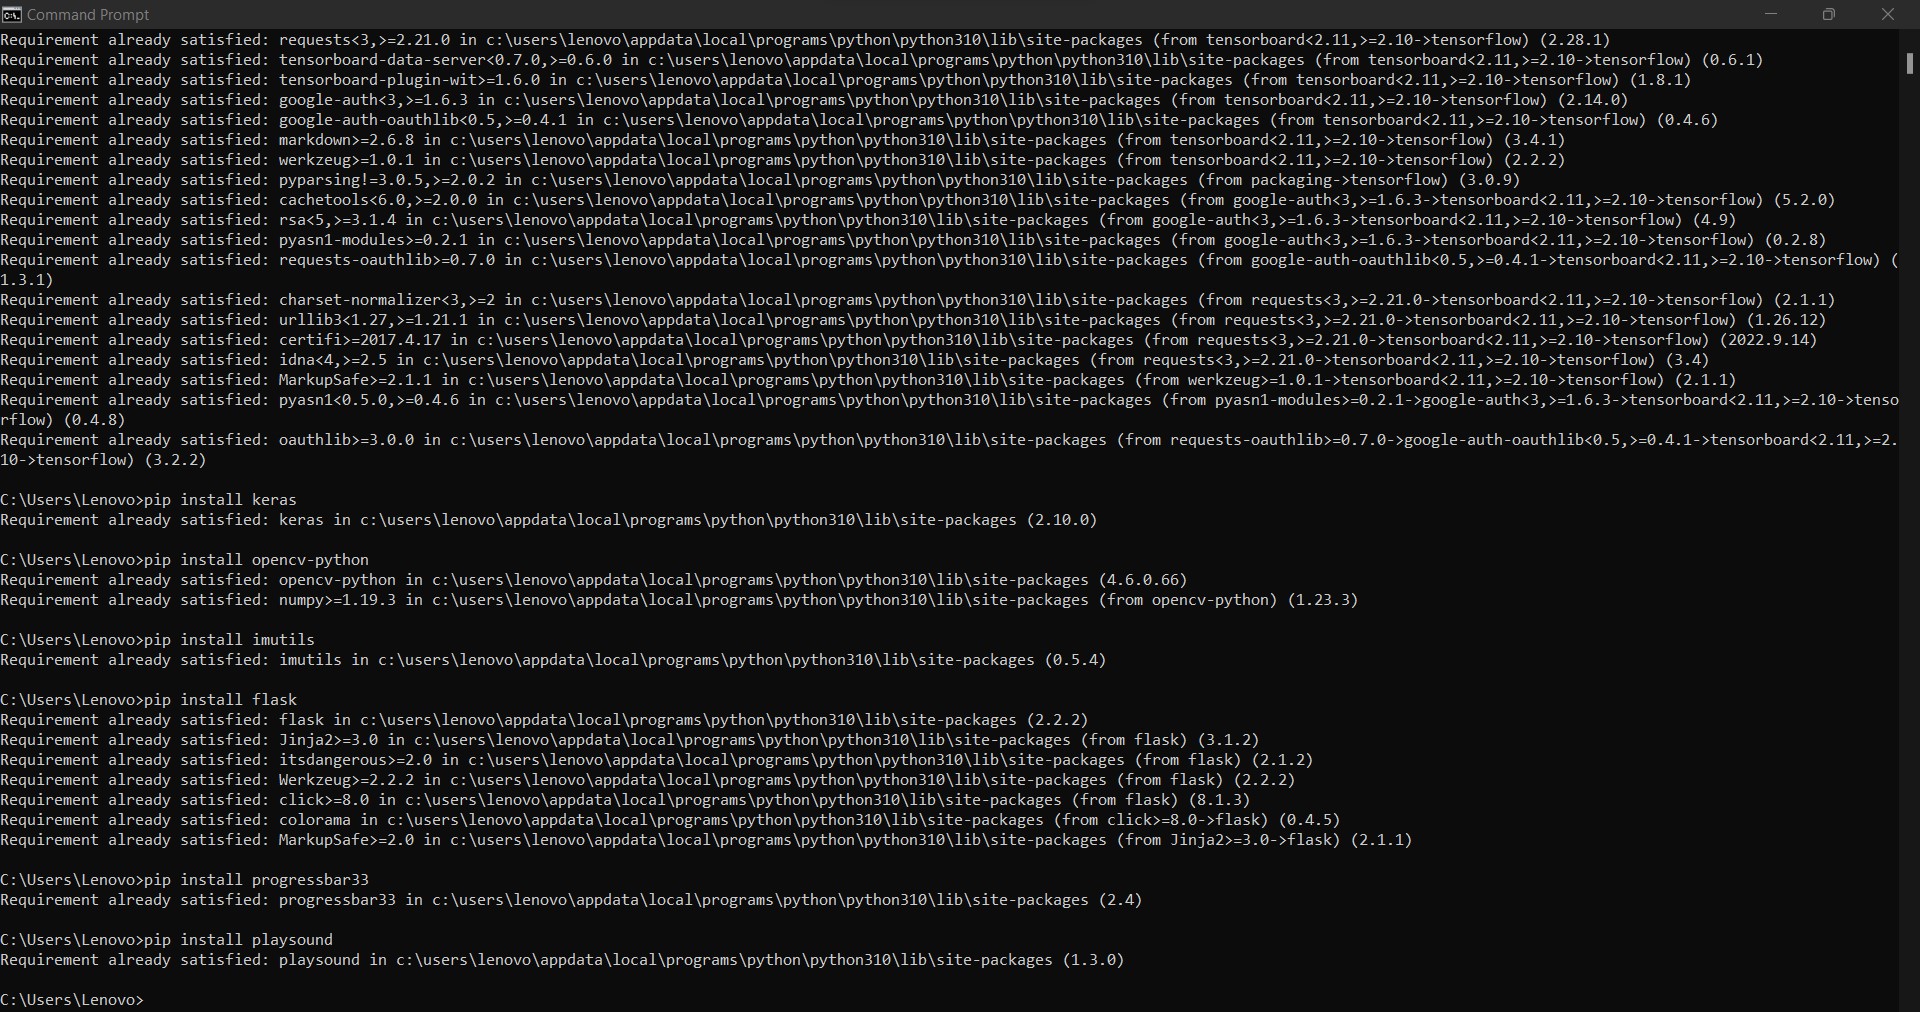 Command Prompt
Requirement already satisfied: requests<3,>=2.21.0 in c:\users\lenovo\appdata\local\programs\python\python310\lib\site-packages (from tensorboard<2.11,>=2.10->tensorflow) (2.28.1)
Requirement already satisfied: tensorboard-data-server<0.7.0,>=0.6.0 in c:\users\lenovo\appdata\local\programs\python\python310\lib\site-packages (from tensorboard<2.11,>=2.10->tensorflow) (0.6.1)
Requirement already satisfied: tensorboard-plugin-wit>=1.6.0 in c:\users\lenovo\appdata\local\programs\python\python310\lib\site-packages (from tensorboard<2.11,>=2.10->tensorflow) (1.8.1)
Requirement already satisfied: google-auth<3,>=1.6.3 in c:\users\lenovo\appdata\local\programs\python\python310\lib\site-packages (from tensorboard<2.11,>=2.10->tensorflow) (2.14.0)
Requirement already satisfied: google-auth-oauthlib<0.5,>=0.4.1 in c:\users\lenovo\appdata\local\programs\python\python310\lib\site-packages (from tensorboard<2.11,>=2.10->tensorflow) (0.4.6)
Requirement already satisfied: markdown>=2.6.8 in c:\users\lenovo\appdata\local\programs\python\python310\lib\site-packages (from tensorboard<2.11,>=2.10->tensorflow) (3.4.1)
Requirement already satisfied: werkzeug>=1.0.1 in c:\users\lenovo\appdata\local\programs\python\python310\lib\site-packages (from tensorboard<2.11,>=2.10->tensorflow) (2.2.2)
Requirement already satisfied: pyparsing!=3.0.5,>=2.0.2 in c:\users\lenovo\appdata\local\programs\python\python310\lib\site-packages (from packaging->tensorflow) (3.0.9)
Requirement already satisfied: cachetools<6.0,>=2.0.0 in c:\users\lenovo\appdata\local\programs\python\python310\lib\site-packages (from google-auth<3,>=1.6.3->tensorboard<2.11,>=2.10->tensorflow) (5.2.0)
Requirement already satisfied: rsa<5,>=3.1.4 in c:\users\lenovo\appdata\local\programs\python\python310\lib\site-packages (from google-auth<3,>=1.6.3->tensorboard<2.11,>=2.10->tensorflow) (4.9)
Requirement already satisfied: pyasn1-modules>=0.2.1 in c:\users\lenovo\appdata\local\programs\python\python310\lib\site-packages (from google-auth<3,>=1.6.3->tensorboard<2.11,>=2.10->tensorflow) (0.2.8)
Requirement already satisfied: requests-oauthlib>=0.7.0 in c:\users\lenovo\appdata\local\programs\python\python310\lib\site-packages (from google-auth-oauthlib<0.5,>=0.4.1->tensorboard<2.11,>=2.10->tensorflow) (
1.3.1)
Requirement already satisfied: charset-normalizer<3,>=2 in c:\users\lenovo\appdata\local\programs\python\python310\lib\site-packages (from requests<3,>=2.21.0->tensorboard<2.11,>=2.10->tensorflow) (2.1.1)
Requirement already satisfied: urllib3<1.27,>=1.21.1 in c:\users\lenovo\appdata\local\programs\python\python310\lib\site-packages (from requests<3,>=2.21.0->tensorboard<2.11,>=2.10->tensorflow) (1.26.12)
Requirement already satisfied: certifi>=2017.4.17 in c:\users\lenovo\appdata\local\programs\python\python310\lib\site-packages (from requests<3,>=2.21.0->tensorboard<2.11,>=2.10->tensorflow) (2022.9.14)
Requirement already satisfied: idna<4,>=2.5 in c:\users\lenovo\appdata\local\programs\python\python310\lib\site-packages (from requests<3,>=2.21.0->tensorboard<2.11,>=2.10->tensorflow) (3.4)
Requirement already satisfied: MarkupSafe>=2.1.1 in c:\users\lenovo\appdata\local\programs\python\python310\lib\site-packages (from werkzeug>=1.0.1->tensorboard<2.11,>=2.10->tensorflow) (2.1.1)
Requirement already satisfied: pyasn1<0.5.0,>=0.4.6 in c:\users\lenovo\appdata\local\programs\python\python310\lib\site-packages (from pyasn1-modules>=0.2.1->google-auth<3,>=1.6.3->tensorboard<2.11,>=2.10->tenso
rflow) (0.4.8)
Requirement already satisfied: oauthlib>=3.0.0 in c:\users\lenovo\appdata\local\programs\python\python310\lib\site-packages (from requests-oauthlib>=0.7.0->google-auth-oauthlib<0.5,>=0.4.1->tensorboard<2.11,>=2.
10->tensorflow) (3.2.2)
C:\Users\Lenovo>pip install keras
Requirement already satisfied: keras in c:\users\lenovo\appdata\local\programs\python\python310\lib\site-packages (2.10.0)
C:\Users\Lenovo>pip install opencv-python
Requirement already satisfied: opencv-python in c:\users\lenovo\appdata\local\programs\python\python310\lib\site-packages (4.6.0.66)
Requirement already satisfied: numpy>=1.19.3 in c:\users\lenovo\appdata\local\programs\python\python310\lib\site-packages (from opencv-python) (1.23.3)
C:\Users\Lenovo>pip install imutils
Requirement already satisfied: imutils in c:\users\lenovo\appdata\local\programs\python\python310\lib\site-packages (0.5.4)
C:\Users\Lenovo>pip install flask
Requirement already satisfied: flask in c:\users\lenovo\appdata\local\programs\python\python310\lib\site-packages (2.2.2)
Requirement already satisfied: Jinja2>=3.0 in c:\users\lenovo\appdata\local\programs\python\python310\lib\site-packages (from flask) (3.1.2)
Requirement already satisfied: itsdangerous>=2.0 in c:\users\lenovo\appdata\local\programs\python\python310\lib\site-packages (from flask) (2.1.2)
Requirement already satisfied: Werkzeug>=2.2.2 in c:\users\lenovo\appdata\local\programs\python\python310\lib\site-packages (from flask) (2.2.2)
Requirement already satisfied: click>=8.0 in c:\users\lenovo\appdata\local\programs\python\python310\lib\site-packages (from flask) (8.1.3)
Requirement already satisfied: colorama in c:\users\lenovo\appdata\local\programs\python\python310\lib\site-packages (from click>=8.0->flask) (0.4.5)
Requirement already satisfied: MarkupSafe>=2.0 in c:\users\lenovo\appdata\local\programs\python\python310\lib\site-packages (from Jinja2>=3.0->flask) (2.1.1)
C:\Users\Lenovo>pip install progressbar33
Requirement already satisfied: progressbar33 in c:\users\lenovo\appdata\local\programs\python\python310\lib\site-packages (2.4)
C:\Users\Lenovo>pip install playsound
Requirement already satisfied: playsound in c:\users\lenovo\appdata\local\programs\python\python310\lib\site-packages (1.3.0)
C:\Users\Lenovo>